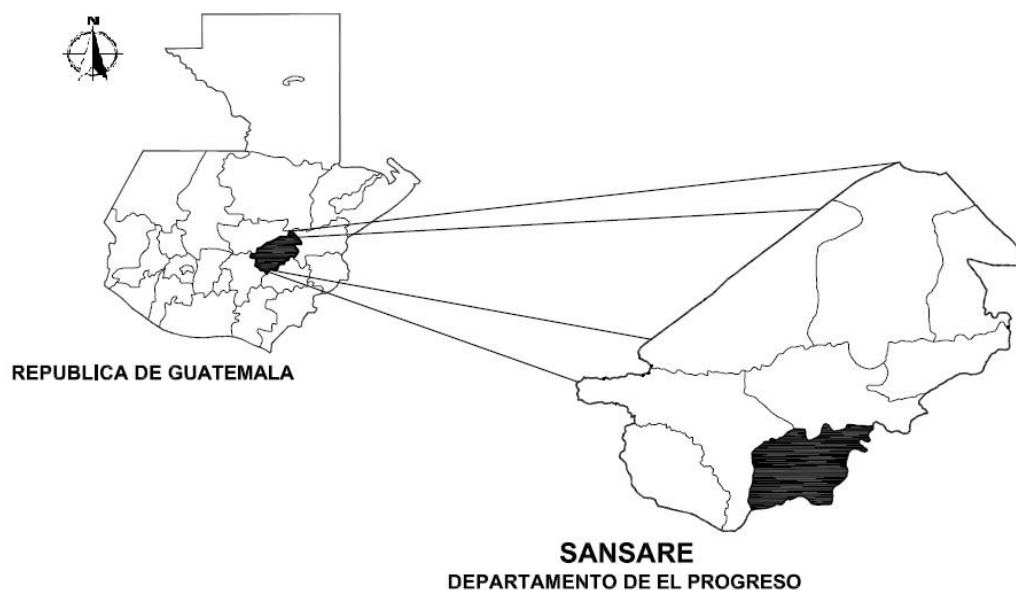 N
REPUBLICA DE GUATEMALA
SANSARE
DEPARTAMENTO DE EL PROGRESO